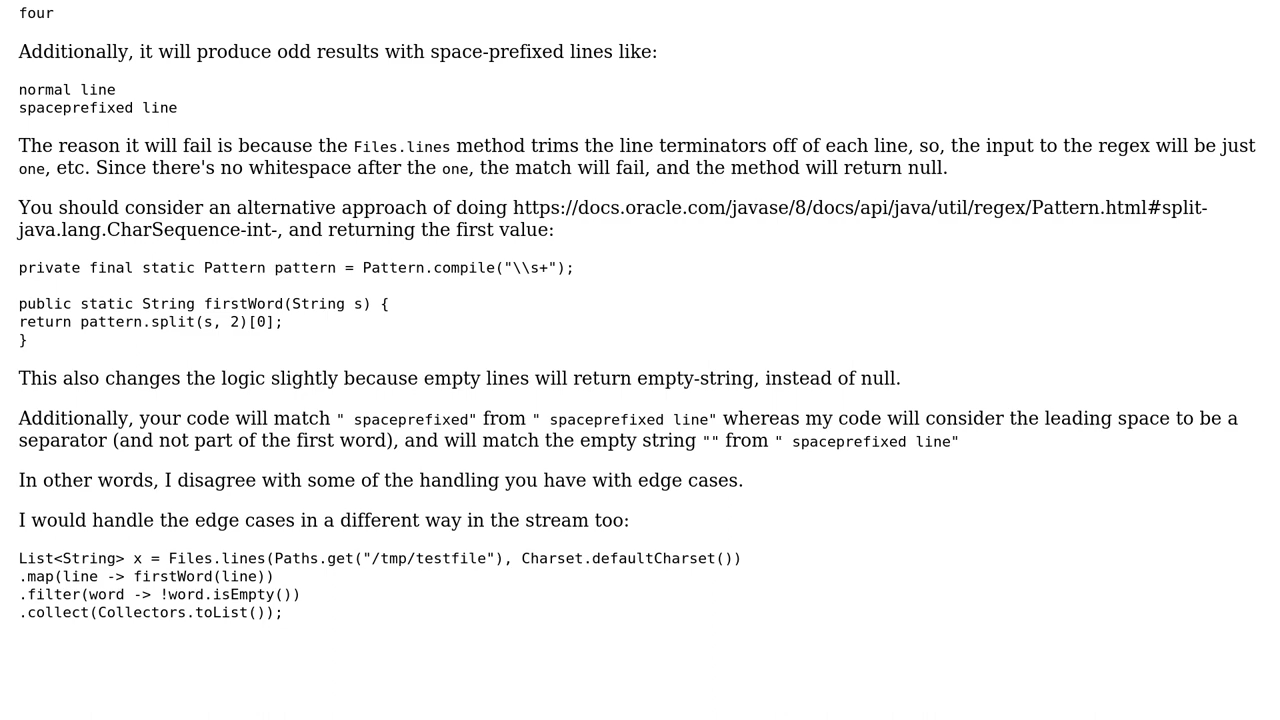 four
Additionally, it will produce odd results with space-prefixed lines like:
normal line
spaceprefixed line
The reason it will fail is because the Files.lines method trims the line terminators off of each line, so, the input to the regex will be just
one, etc. Since there's no whitespace after the one, the match will fail, and the method will return null.
You should consider an alternative approach of doing https://docs.oracle.com/javase/8/docs/api/java/util/regex/Pattern.html#split-
java.lang.CharSequence-int-, and returning the first value:
private final static Pattern pattern = Pattern.compile("\\s+");
public static String firstWord(String s) {
return pattern.split(s, 2)[0];
}
This also changes the logic slightly because empty lines will return empty-string, instead of null.
Additionally, your code will match " spaceprefixed" from " spaceprefixed line" whereas my code will consider the leading space to be a
separator (and not part of the first word), and will match the empty string "" from " spaceprefixed line"
In other words, I disagree with some of the handling you have with edge cases.
I would handle the edge cases in a different way in the stream too:
List<String> x = Files.lines(Paths.get("/tmp/testfile"), Charset.defaultCharset())
.map(line -> firstWord(line))
.filter(word -> !word.isEmpty())
.collect(Collectors.toList());